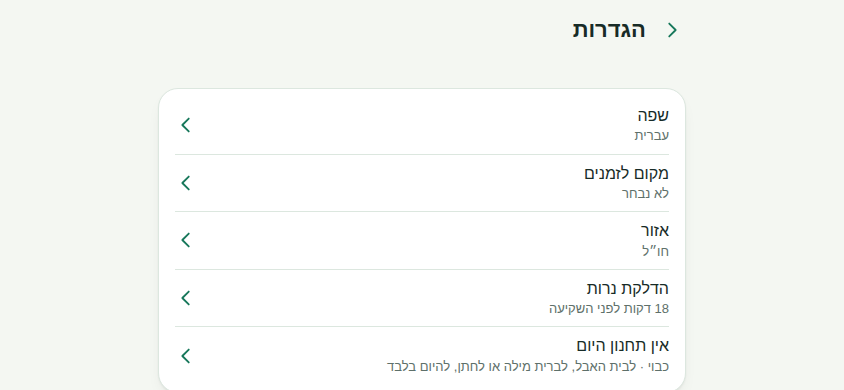 הגדרות
שפה
עברית
מקום לזמנים
לא נבחר
אזור
חו״ל
הדלקת נרות
18 דקות לפני השקיעה
אין תחנון היום
כבוי · לבית האבל, לברית מילה או לחתן, להיום בלבד